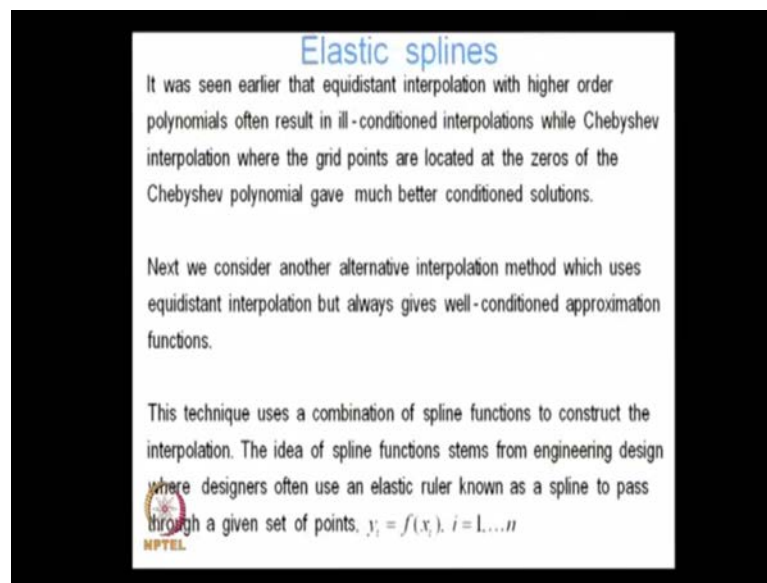 Elastic splines
It was seen earlier that equidistant interpolation with higher order
polynomials often result in ill-conditioned interpolations while Chebyshev
interpolation where the grid points are located at the zeros of the
Chebyshev polynomial gave much better conditioned solutions.
Next we consider another alternative interpolation method which uses
equidistant interpolation but always gives well-conditioned approximation
functions.
This technique uses a combination of spline functions to construct the
interpolation. The idea of spline functions stems from engineering design
where designers often use an elastic ruler known as a spline to pass
through a given set of points, y_i = f(x_i), i = 1,...n
NPTEL